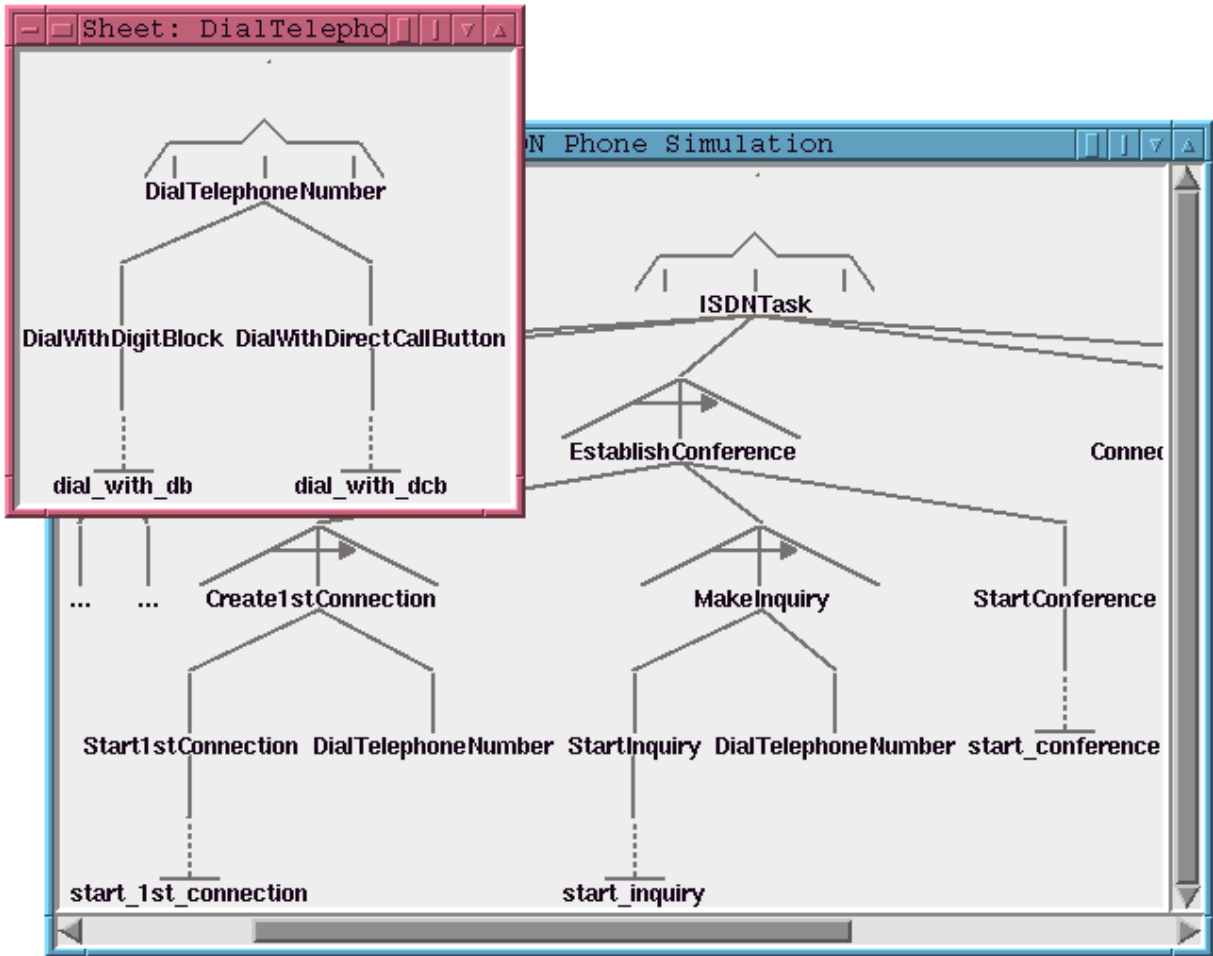 Sheet: DialTelepho
DialTelephoneNumber
DialWithDigitBlock DialWithDirectCallButton
dial_with_db dial_with_dcb
N Phone Simulation
ISDNTask
EstablishConference Connec
... ... Create1stConnection MakeInquiry StartConference
Start1stConnection DialTelephoneNumber StartInquiry DialTelephoneNumber start_conference
start_1st_connection start_inquiry